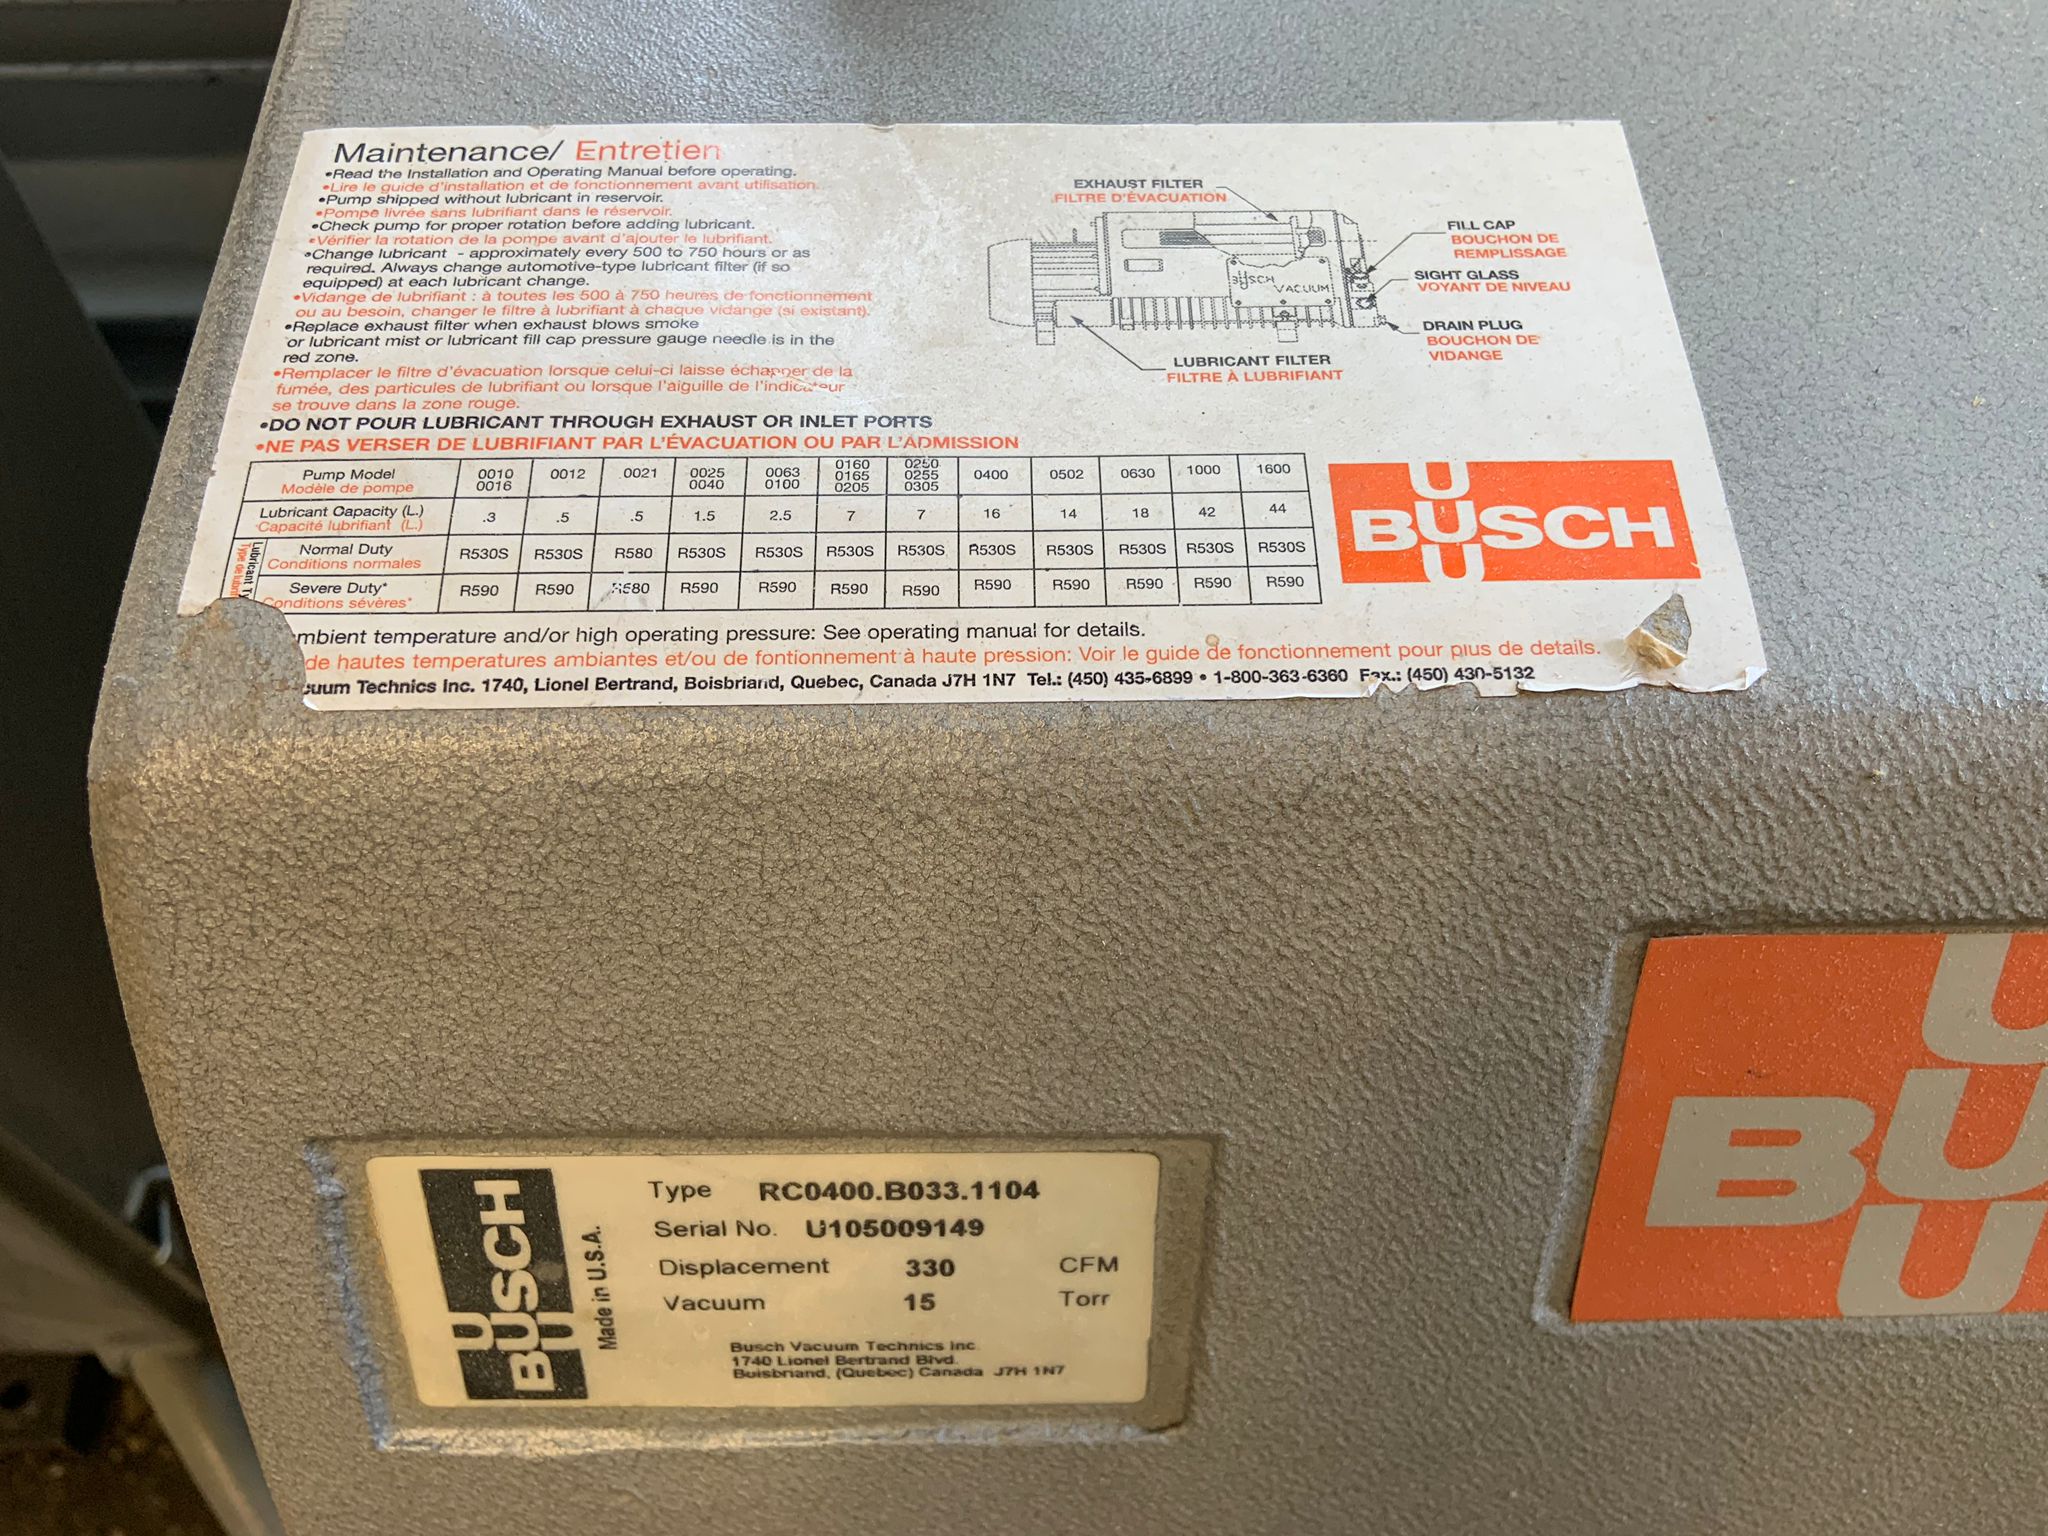 Maintenance/ Entretien
•Read the Installation and Operating Manual before operating.
•Lire le guide d'installation et de fonctionnement avant utilisation.
•Pump shipped without lubricant in reservoir.
•Pompe livrée sans lubrifiant dans le réservoir.
•Check pump for proper rotation before adding lubricant.
•Vérifier la rotation de la pompe avant d'ajouter le lubrifiant.
•Change lubricant - approximately every 500 to 750 hours or as
required. Always change automotive-type lubricant filter (if so
equipped) at each lubricant change.
•Vidange de lubrifiant : à toutes les 500 à 750 heures de fonctionnement
ou au besoin, changer le filtre à lubrifiant à chaque vidange (si existant).
•Replace exhaust filter when exhaust blows smoke
or lubricant mist or lubricant fill cap pressure gauge needle is in the
red zone.
•Remplacer le filtre d'évacuation lorsque celui-ci laisse échapper de la
fumée, des particules de lubrifiant ou lorsque l'aiguille de l'indicateur
se trouve dans la zone rouge.
•DO NOT POUR LUBRICANT THROUGH EXHAUST OR INLET PORTS
•NE PAS VERSER DE LUBRIFIANT PAR L'ÉVACUATION OU PAR L'ADMISSION
EXHAUST FILTER
FILTRE D'ÉVACUATION
FILL CAP
BOUCHON DE
REMPLISSAGE
SIGHT GLASS
VOYANT DE NIVEAU
BUSCH
VACUUM
DRAIN PLUG
BOUCHON DE
VIDANGE
LUBRICANT FILTER
FILTRE À LUBRIFIANT
Pump Model 0010 0012 0021 0025 0063 0160 0250 0400 0502 0630 1000 1600
Modèle de pompe 0016 0040 0100 0165 0255
0205 0305
Lubricant Capacity (L.) .3 .5 .5 1.5 2.5 7 7 16 14 18 42 44
Capacité lubrifiant (L.)
Lubricant Ty
Type de lubrif
Normal Duty R530S R530S R580 R530S R530S R530S R530S R530S R530S R530S R530S R530S
Conditions normales
Severe Duty* R590 R590 R580 R590 R590 R590 R590 R590 R590 R590 R590 R590
Conditions sévères*
BUSCH
U
U
mbient temperature and/or high operating pressure: See operating manual for details.
de hautes temperatures ambiantes et/ou de fontionnement à haute pression: Voir le guide de fonctionnement pour plus de details.
cuum Technics Inc. 1740, Lionel Bertrand, Boisbriand, Quebec, Canada J7H 1N7 Tel.: (450) 435-6899 • 1-800-363-6360 Fax.: (450) 430-5132
U
BU
U
U
BUSCH
U
Made in U.S.A.
Type RC0400.B033.1104
Serial No. U105009149
Displacement 330 CFM
Vacuum 15 Torr
Busch Vacuum Technics Inc
1740 Lionel Bertrand Blvd.
Buisbriand, (Quebec) Canada J7H 1N7